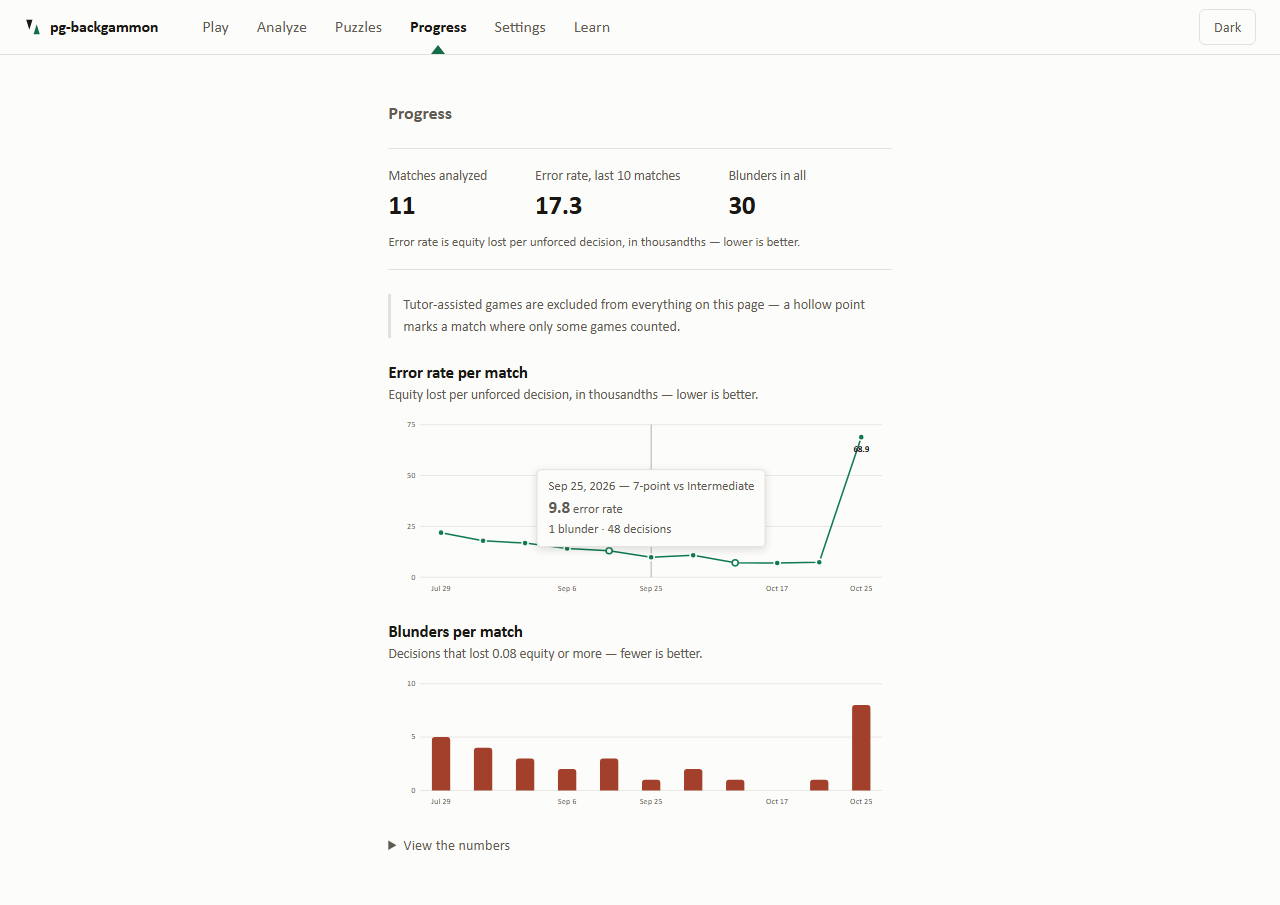 pg-backgammon Play Analyze Puzzles Progress Settings Learn Dark
Progress
Matches analyzed Error rate, last 10 matches Blunders in all
11 17.3 30
Error rate is equity lost per unforced decision, in thousandths — lower is better.
Tutor-assisted games are excluded from everything on this page — a hollow point
marks a match where only some games counted.
Error rate per match
Equity lost per unforced decision, in thousandths — lower is better.
75
68.9
50
Sep 25, 2026 — 7-point vs Intermediate
9.8 error rate
1 blunder · 48 decisions
25
0
Jul 29 Sep 6 Sep 25 Oct 17 Oct 25
Blunders per match
Decisions that lost 0.08 equity or more — fewer is better.
10
5
0
Jul 29 Sep 6 Sep 25 Oct 17 Oct 25
View the numbers